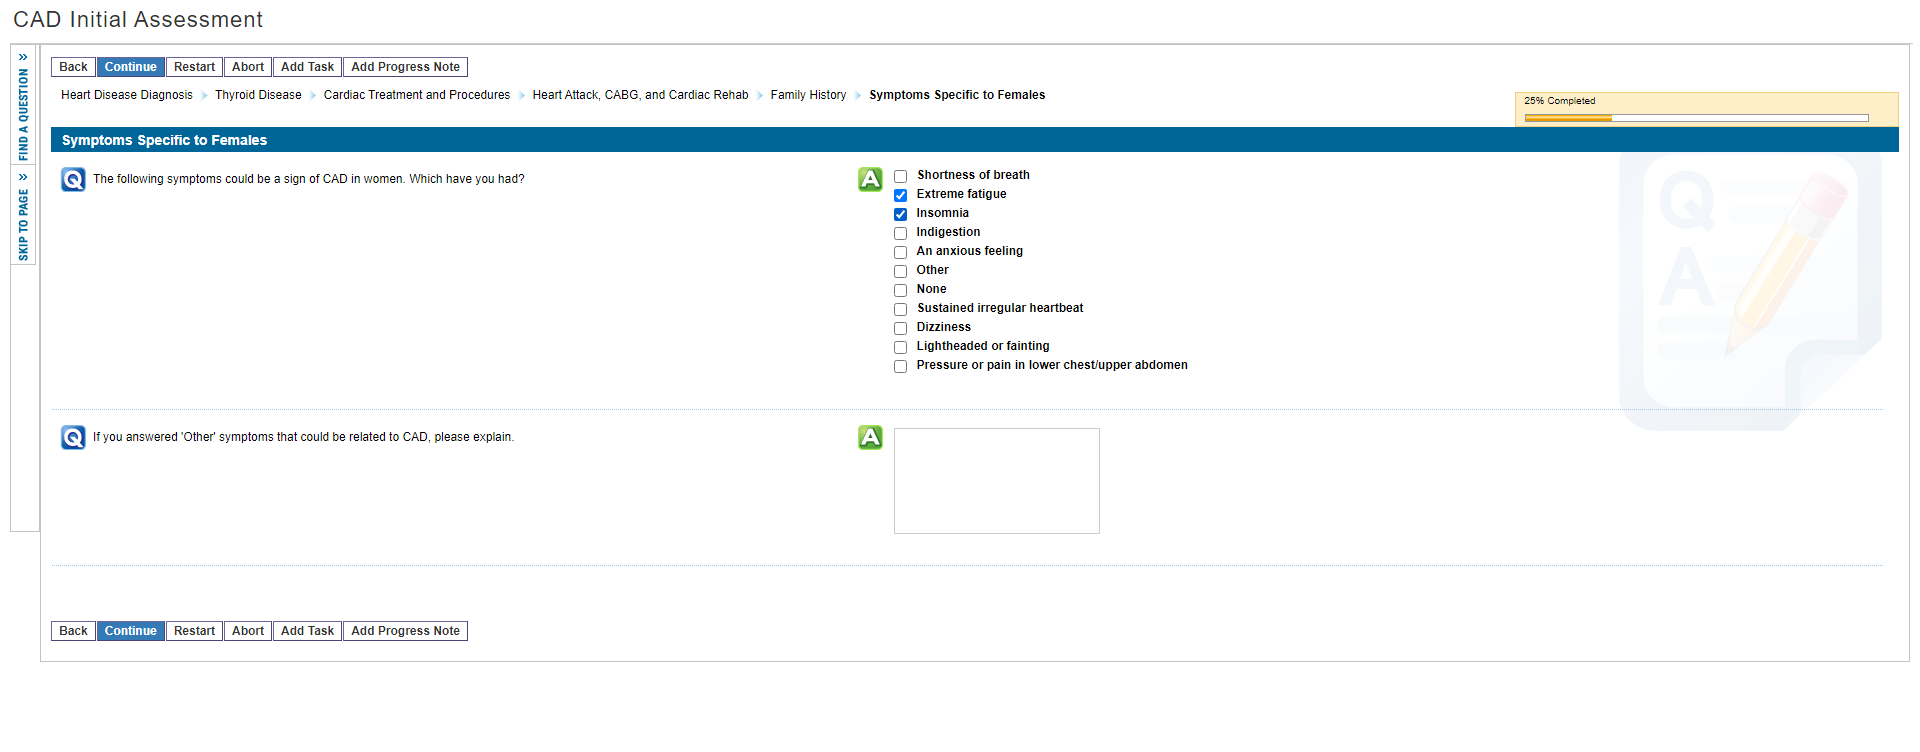 CAD Initial Assessment
» FIND A QUESTION
» SKIP TO PAGE
Back Continue Restart Abort Add Task Add Progress Note
Heart Disease Diagnosis Thyroid Disease Cardiac Treatment and Procedures Heart Attack, CABG, and Cardiac Rehab Family History Symptoms Specific to Females
25% Completed
Symptoms Specific to Females
Q The following symptoms could be a sign of CAD in women. Which have you had?
A Shortness of breath
Extreme fatigue
Insomnia
Indigestion
An anxious feeling
Other
None
Sustained irregular heartbeat
Dizziness
Lightheaded or fainting
Pressure or pain in lower chest/upper abdomen
Q
A
Q If you answered 'Other' symptoms that could be related to CAD, please explain.
A
Back Continue Restart Abort Add Task Add Progress Note